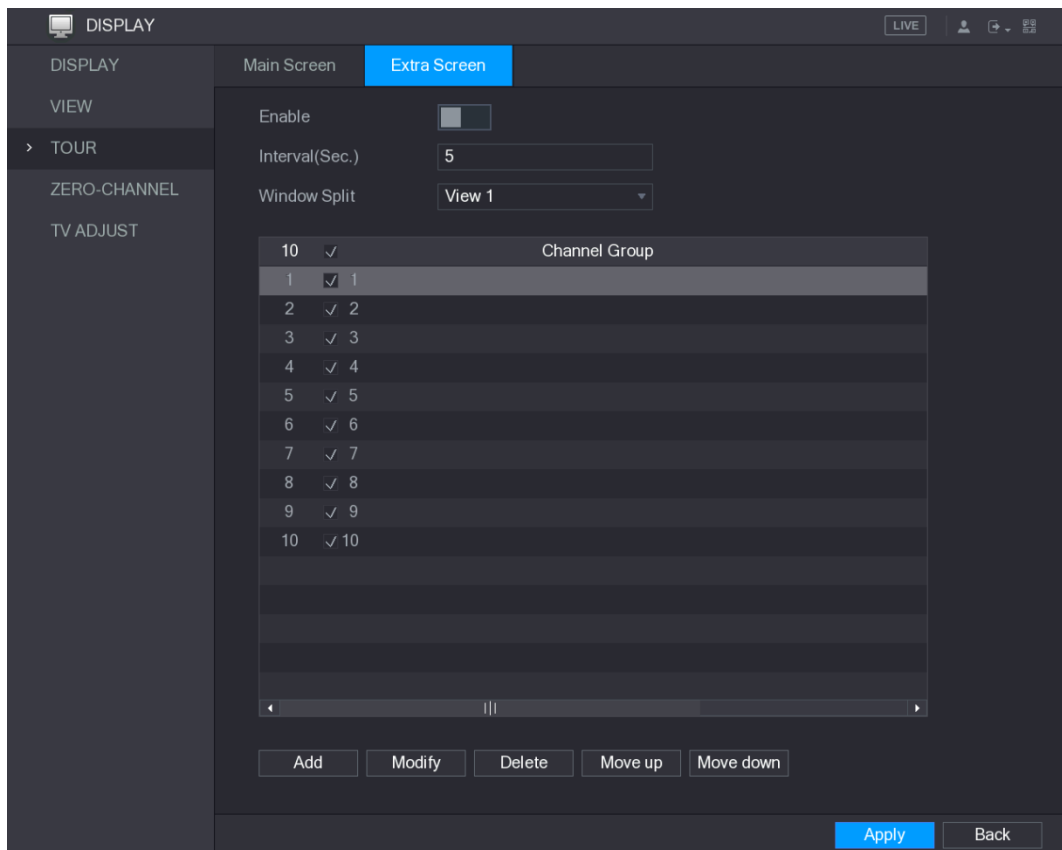 DISPLAY LIVE
DISPLAY Main Screen Extra Screen
VIEW
Enable
TOUR
Interval(Sec.) 5
ZERO-CHANNEL
Window Split View 1
TV ADJUST
10 Channel Group
1 1
2 2
3 3
4 4
5 5
6 6
7 7
8 8
9 9
10 10
Add Modify Delete Move up Move down
Apply Back